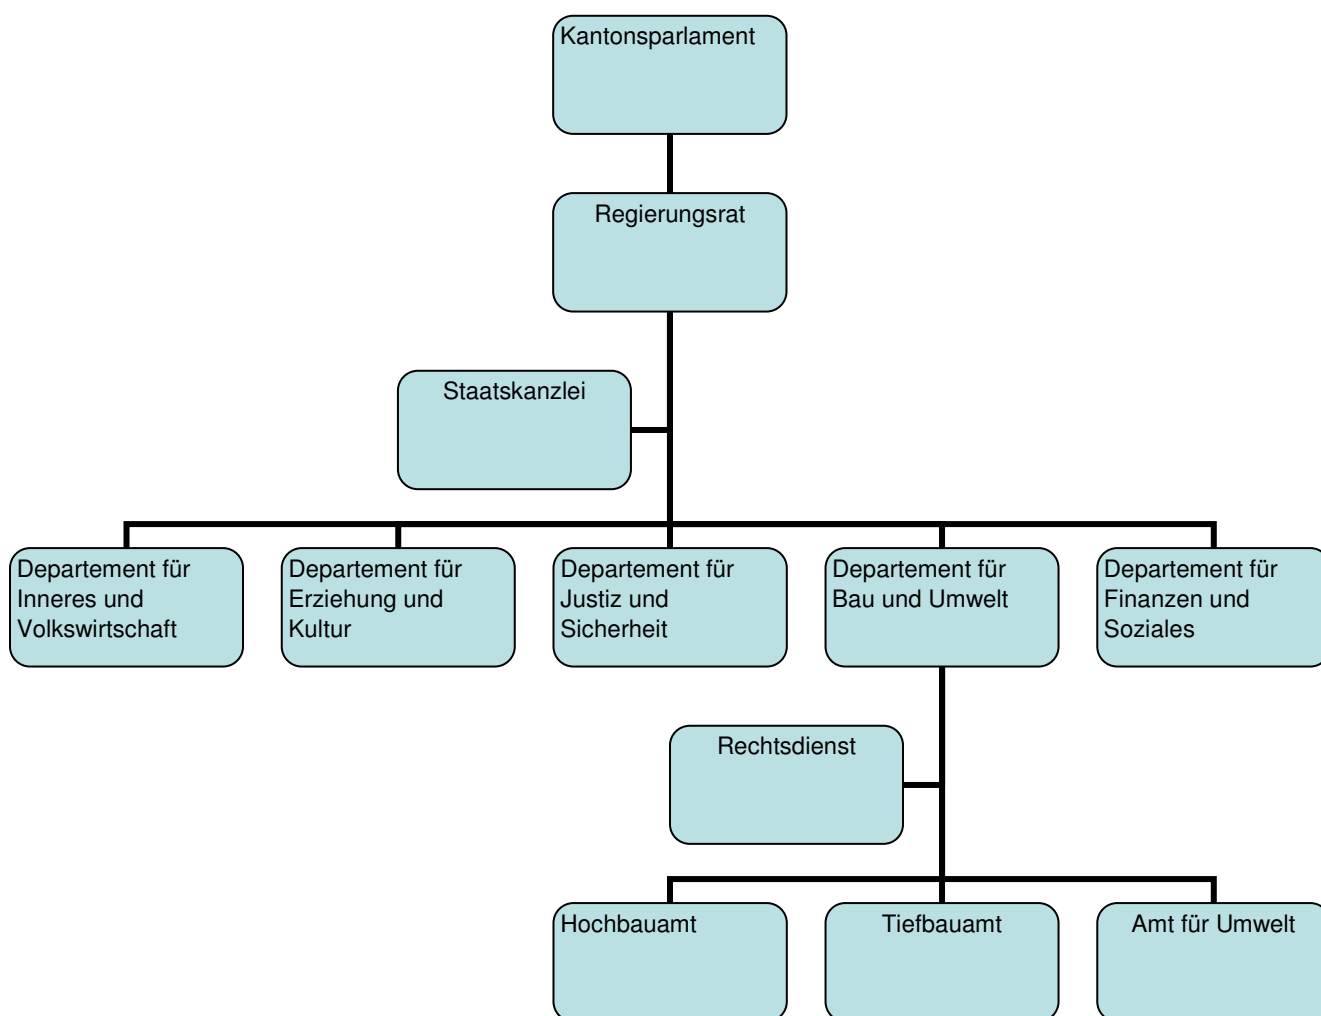 Kantonsparlament
Regierungsrat
Staatskanzlei
Departement für
Inneres und
Volkswirtschaft
Departement für
Erziehung und
Kultur
Departement für
Justiz und
Sicherheit
Departement für
Bau und Umwelt
Departement für
Finanzen und
Soziales
Rechtsdienst
Hochbauamt
Tiefbauamt
Amt für Umwelt